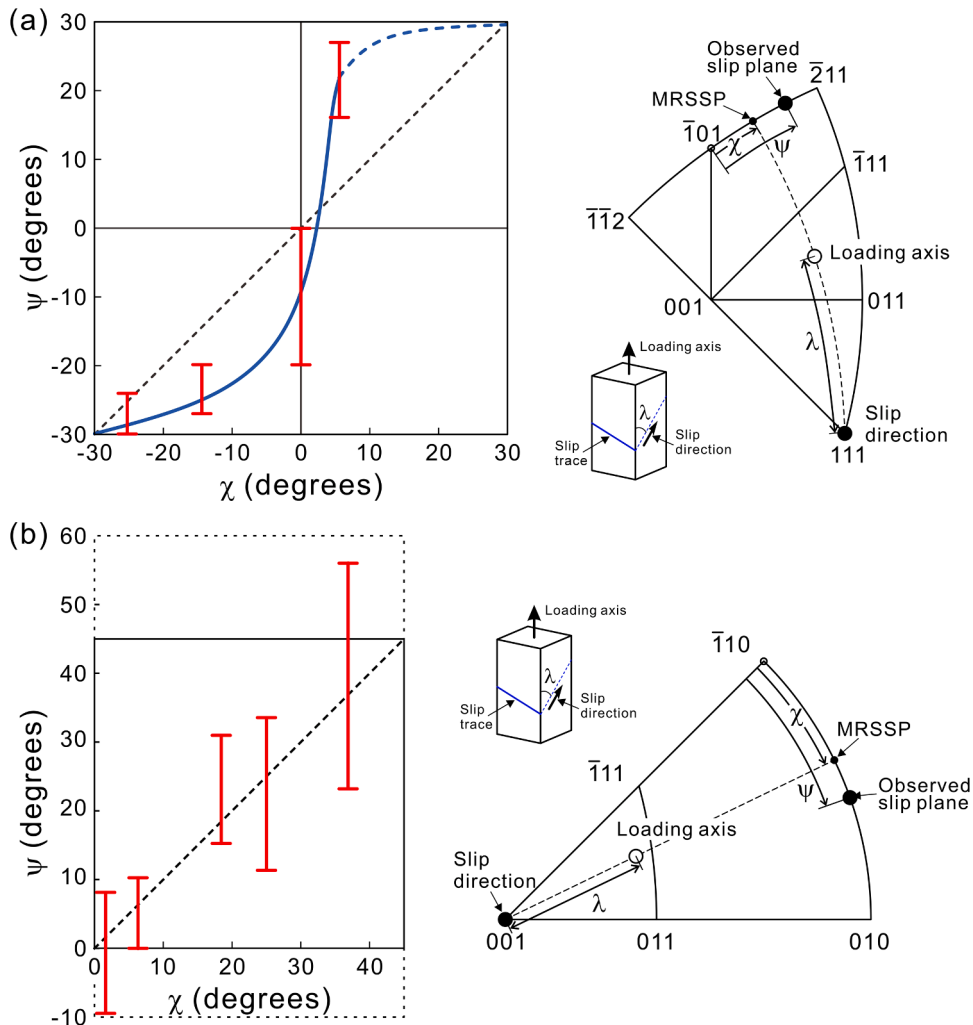 (a)
30
20
10
0
-10
-20
-30
ψ (degrees)
-30
-20
-10
0
10
20
30
χ (degrees)
Observed
slip plane
MRSSP
2̅11
1̅01
χ
ψ
1̅11
1̅1̅2
Loading axis
001
011
λ
Slip
direction
111
Loading axis
λ
Slip
trace
Slip
direction
(b)
60
50
40
30
20
10
0
-10
ψ (degrees)
0
10
20
30
40
χ (degrees)
Loading axis
λ
Slip
trace
Slip
direction
1̅10
χ
MRSSP
ψ
Observed
slip plane
1̅11
Loading axis
Slip
direction
λ
001
011
010